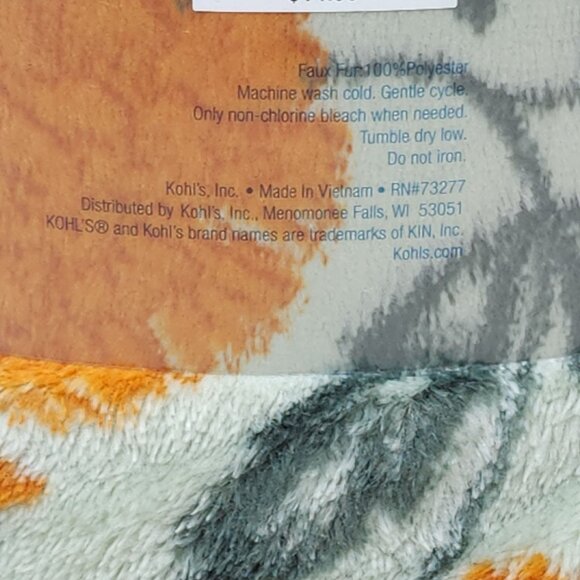 Faux Fur:100%Polyester
Machine wash cold. Gentle cycle.
Only non-chlorine bleach when needed.
Tumble dry low.
Do not iron.
Kohl's, Inc. • Made In Vietnam • RN#73277
Distributed by Kohl's, Inc., Menomonee Falls, WI 53051
KOHL'S® and Kohl's brand names are trademarks of KIN, Inc.
Kohls.com